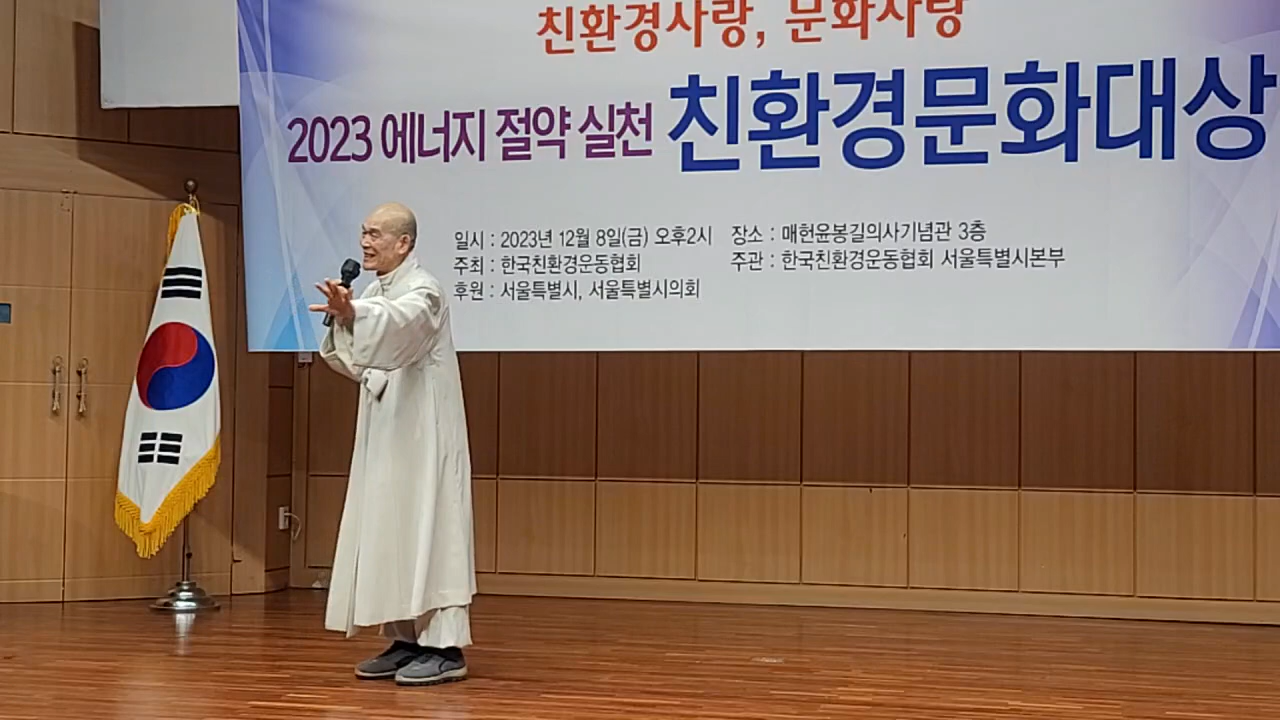 친환경사랑, 문화사랑
2023 에너지 절약 실천 친환경문화대상
일시 : 2023년 12월 8일(금) 오후2시 장소 : 매헌윤봉길의사기념관 3층
주최 : 한국친환경운동협회 주관 : 한국친환경운동협회 서울특별시본부
후원 : 서울특별시, 서울특별시의회